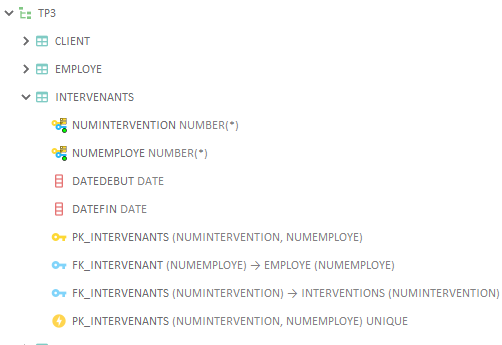 TP3
CLIENT
EMPLOYE
INTERVENANTS
NUMINTERVENTION NUMBER(*)
NUMEMPLOYE NUMBER(*)
DATEDEBUT DATE
DATEFIN DATE
PK_INTERVENANTS (NUMINTERVENTION, NUMEMPLOYE)
FK_INTERVENANT (NUMEMPLOYE) → EMPLOYE (NUMEMPLOYE)
FK_INTERVENANTS (NUMINTERVENTION) → INTERVENTIONS (NUMINTERVENTION)
PK_INTERVENANTS (NUMINTERVENTION, NUMEMPLOYE) UNIQUE